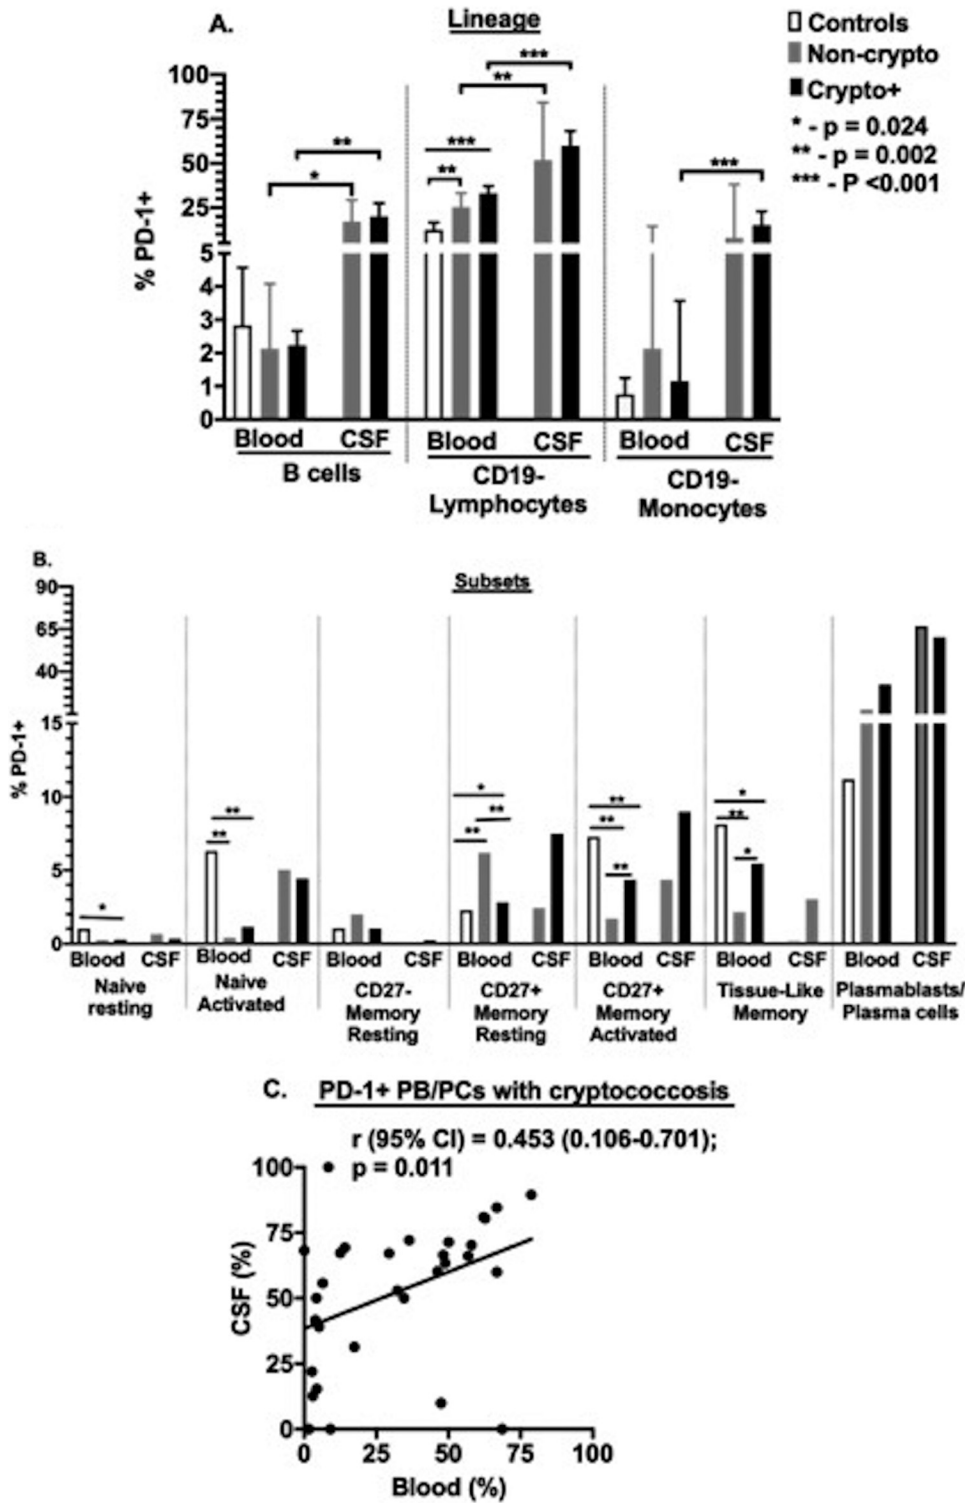 A.
Lineage
Controls
Non-crypto
Crypto+
* - p = 0.024
** - p = 0.002
*** - P <0.001
% PD-1+
100
75
50
25
5
4
3
2
1
0
* ** *** ** ** *** ***
Blood CSF Blood CSF Blood CSF
B cells
CD19-
Lymphocytes
CD19-
Monocytes
B.
Subsets
% PD-1+
90
65
40
15
10
5
0
* ** ** * ** ** ** ** ** * ** *
Blood CSF Blood CSF Blood CSF Blood CSF Blood CSF Blood CSF Blood CSF
Naive
resting
Naive
Activated
CD27-
Memory
Resting
CD27+
Memory
Resting
CD27+
Memory
Activated
Tissue-Like
Memory
Plasmablasts/
Plasma cells
C.
PD-1+ PB/PCs with cryptococcosis
r (95% CI) = 0.453 (0.106-0.701);
p = 0.011
CSF (%)
100
75
50
25
0
0 25 50 75 100
Blood (%)